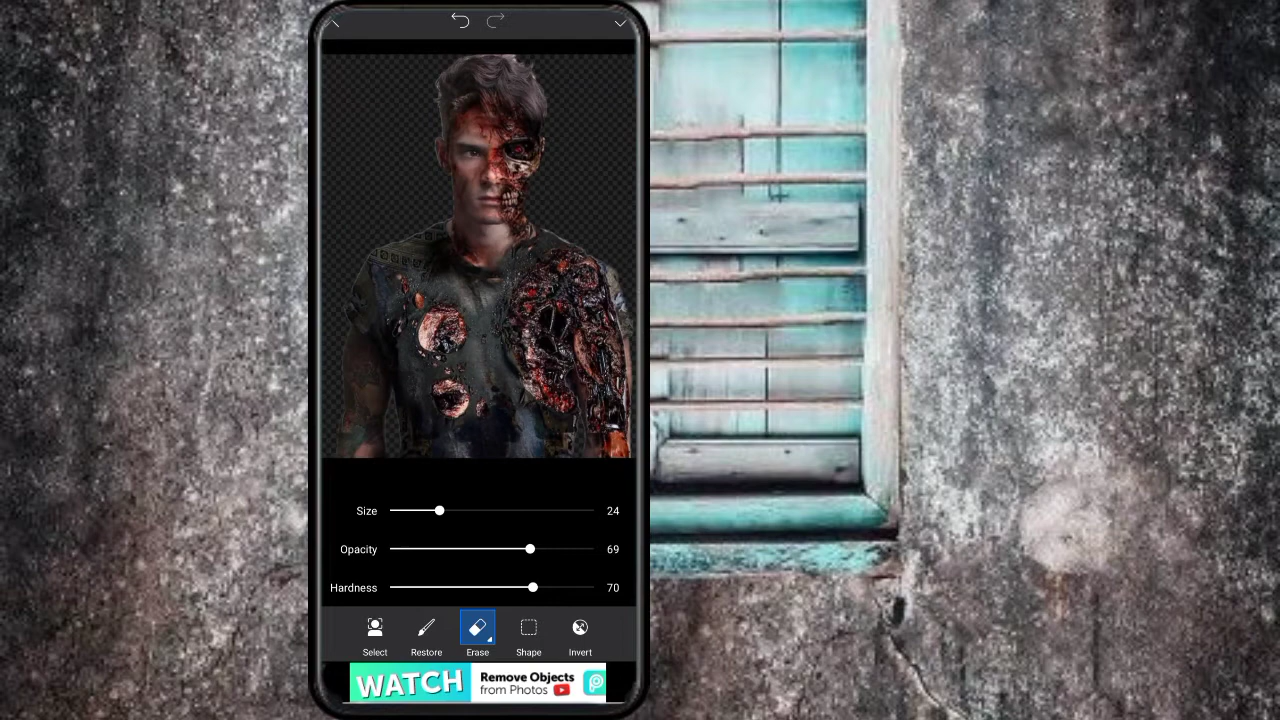 Size 24
Opacity 69
Hardness 70
Select Restore Erase Shape Invert
WATCH
Remove Objects
from Photos